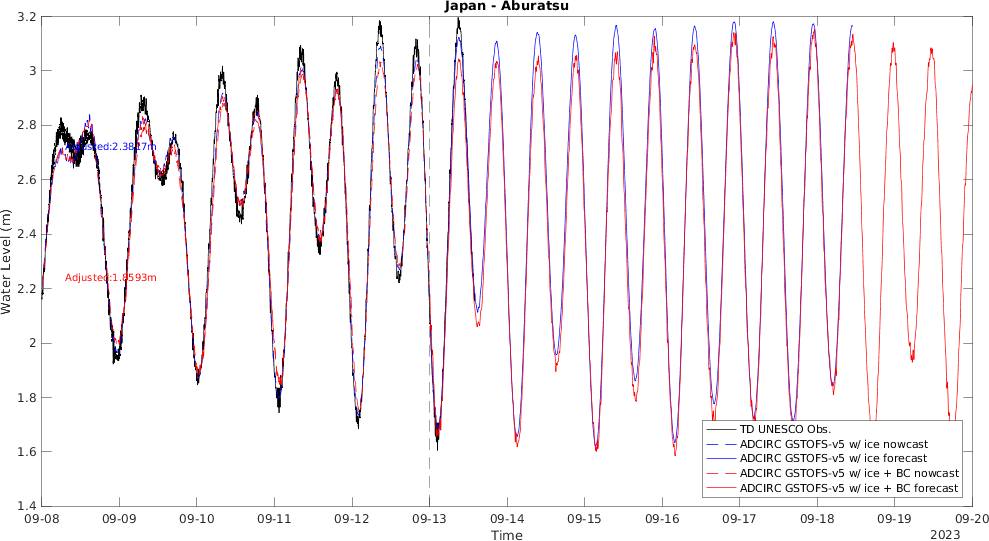 Japan - Aburatsu
3.2
3
2.8
2.6
2.4
2.2
2
1.8
1.6
1.4
Water Level (m)
Adjusted:1.8593m
09-08
09-09
09-10
09-11
09-12
09-13
09-14
09-15
09-16
09-17
09-18
09-19
09-20
Time
2023
TD UNESCO Obs.
ADCIRC GSTOFS-v5 w/ ice nowcast
ADCIRC GSTOFS-v5 w/ ice forecast
ADCIRC GSTOFS-v5 w/ ice + BC nowcast
ADCIRC GSTOFS-v5 w/ ice + BC forecast